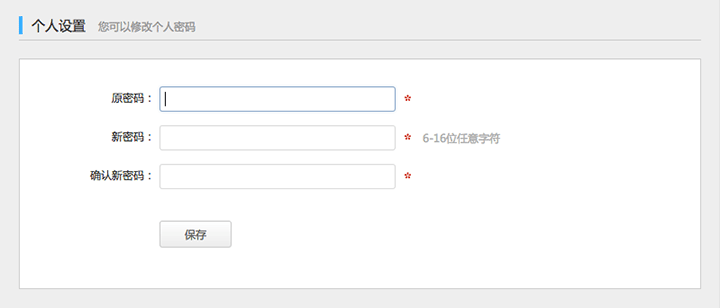 个人设置 您可以修改个人密码
原密码： *
新密码： * 6-16位任意字符
确认新密码： *
保存